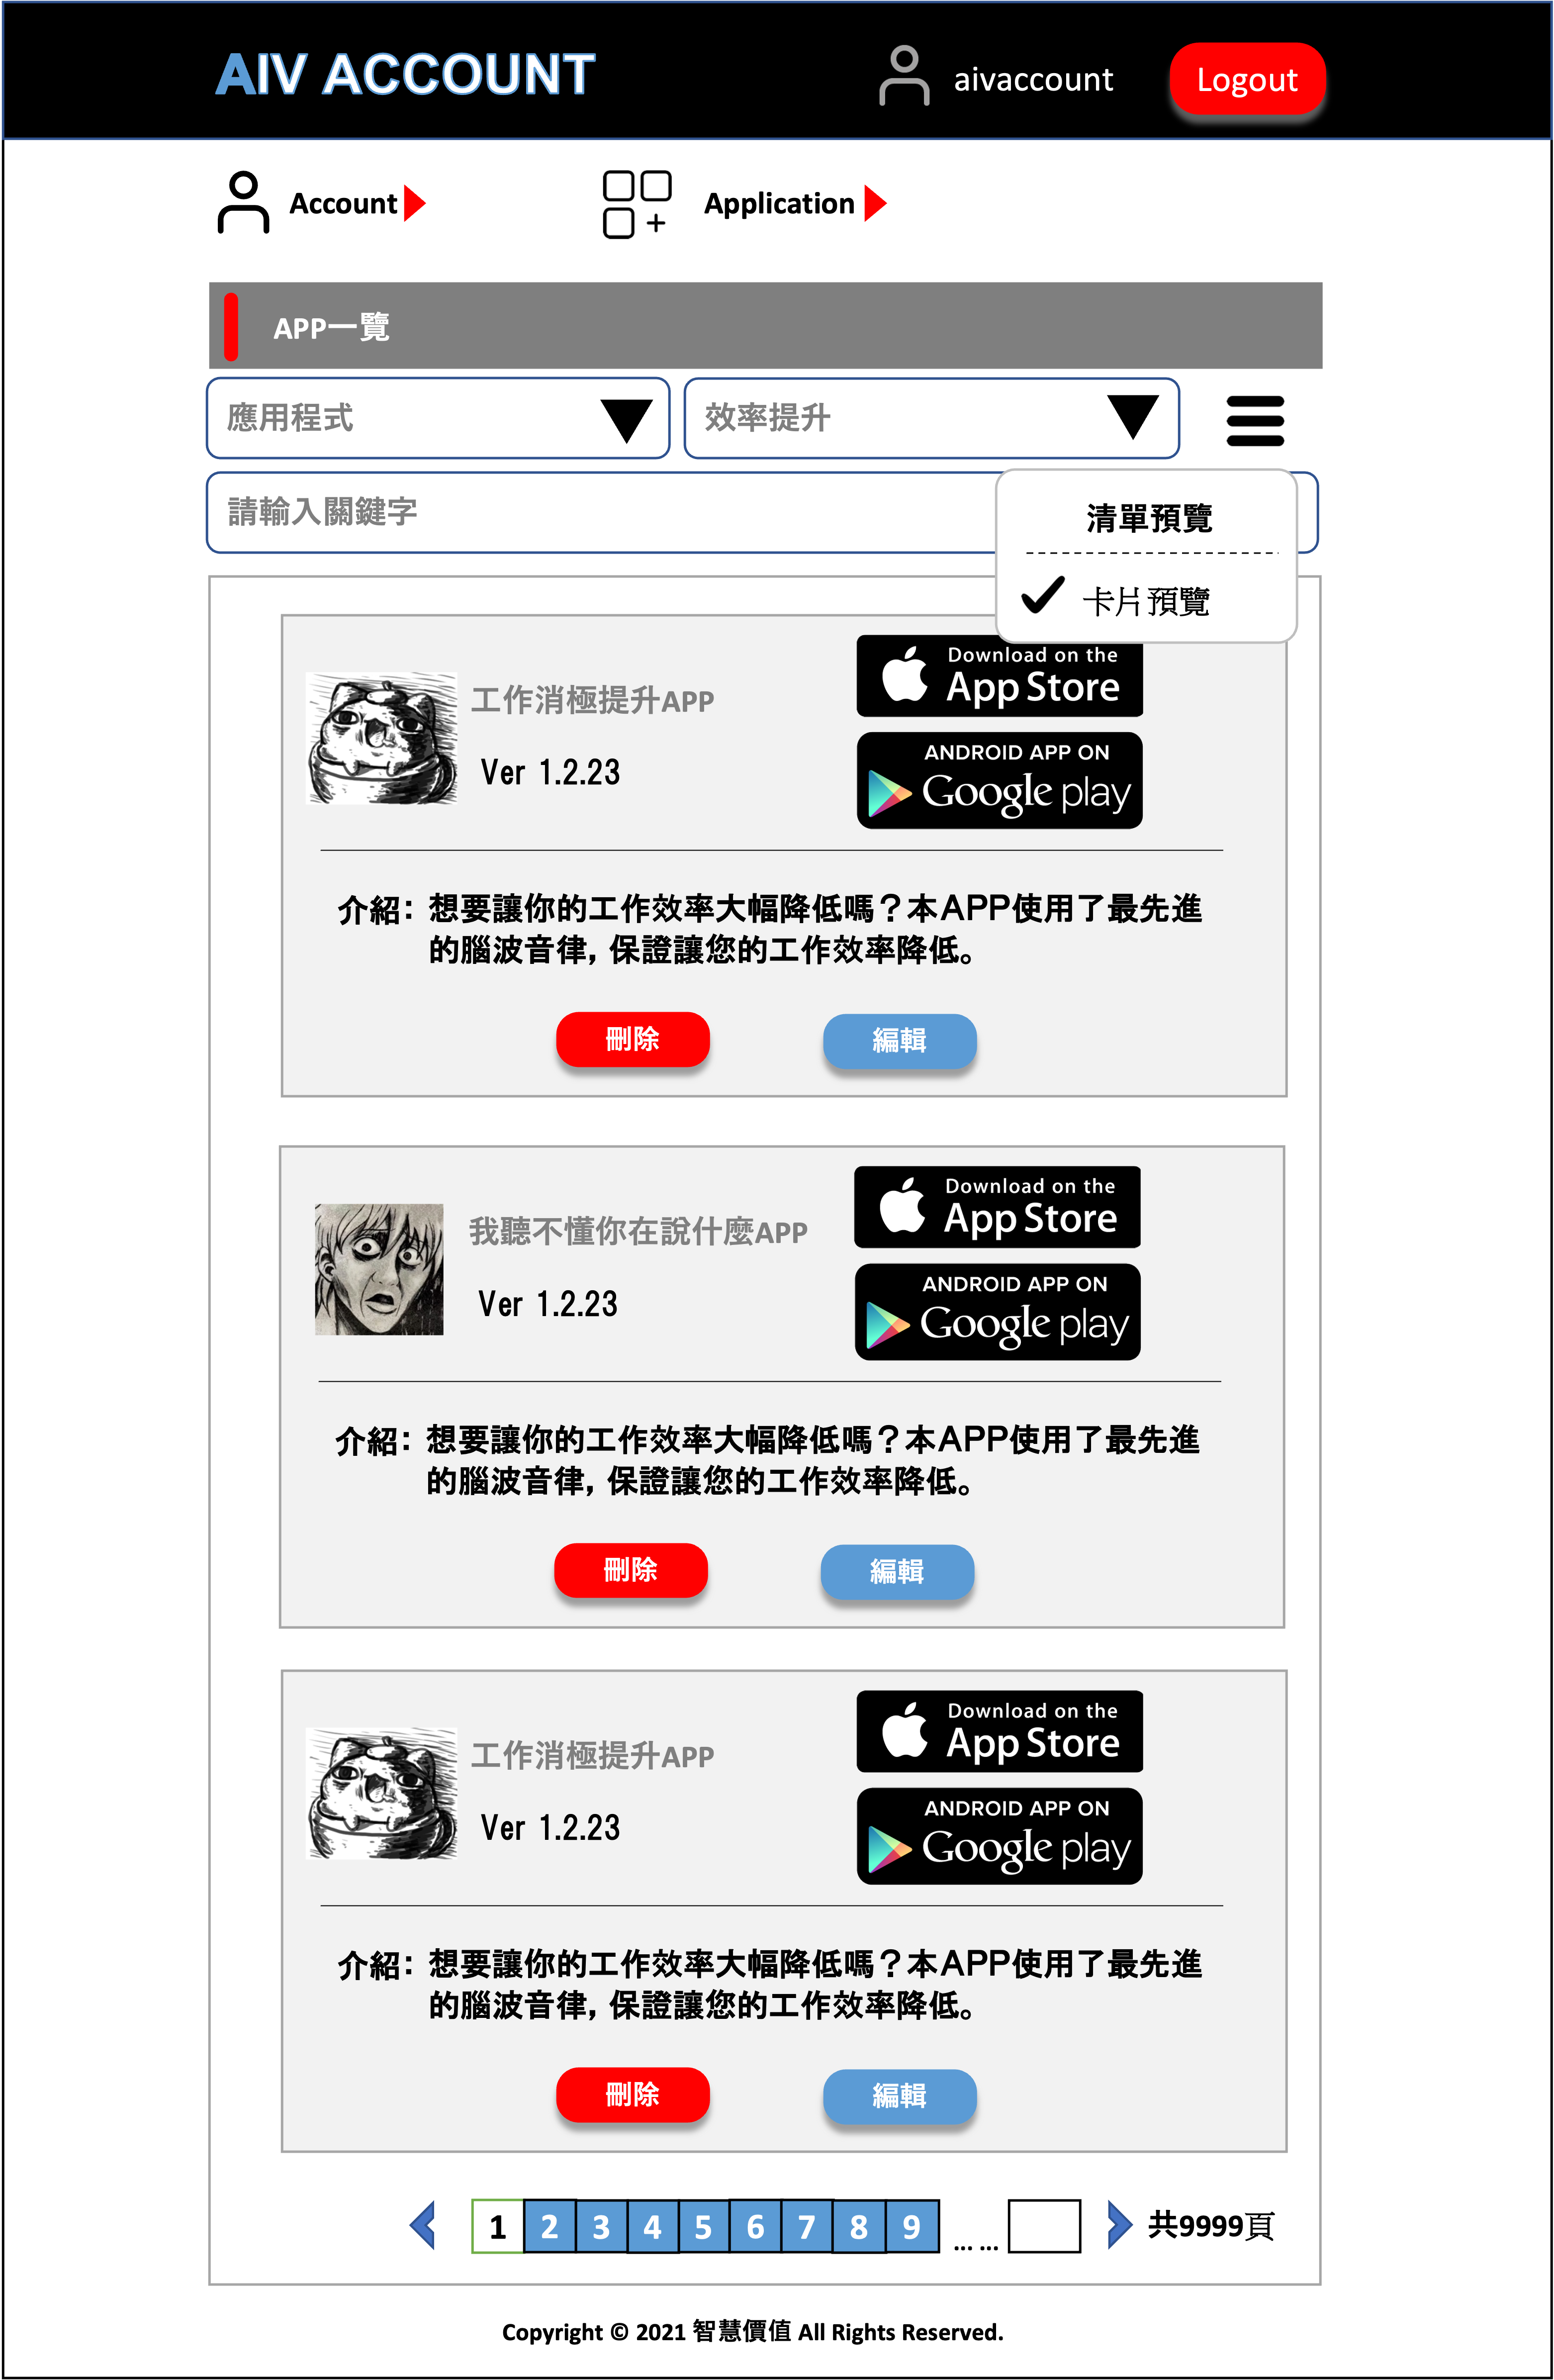 AIV ACCOUNT
aivaccount
Logout
Account
Application
APP一覽
應用程式
效率提升
請輸入關鍵字
清單預覽
卡片預覽
工作消極提升APP
Ver 1.2.23
Download on the
App Store
ANDROID APP ON
Google play
介紹：想要讓你的工作效率大幅降低嗎？本APP使用了最先進
的腦波音律，保證讓您的工作效率降低。
刪除
編輯
我聽不懂你在說什麼APP
Ver 1.2.23
Download on the
App Store
ANDROID APP ON
Google play
介紹：想要讓你的工作效率大幅降低嗎？本APP使用了最先進
的腦波音律，保證讓您的工作效率降低。
刪除
編輯
工作消極提升APP
Ver 1.2.23
Download on the
App Store
ANDROID APP ON
Google play
介紹：想要讓你的工作效率大幅降低嗎？本APP使用了最先進
的腦波音律，保證讓您的工作效率降低。
刪除
編輯
1 2 3 4 5 6 7 8 9 ... ... 共9999頁
Copyright © 2021 智慧價值 All Rights Reserved.